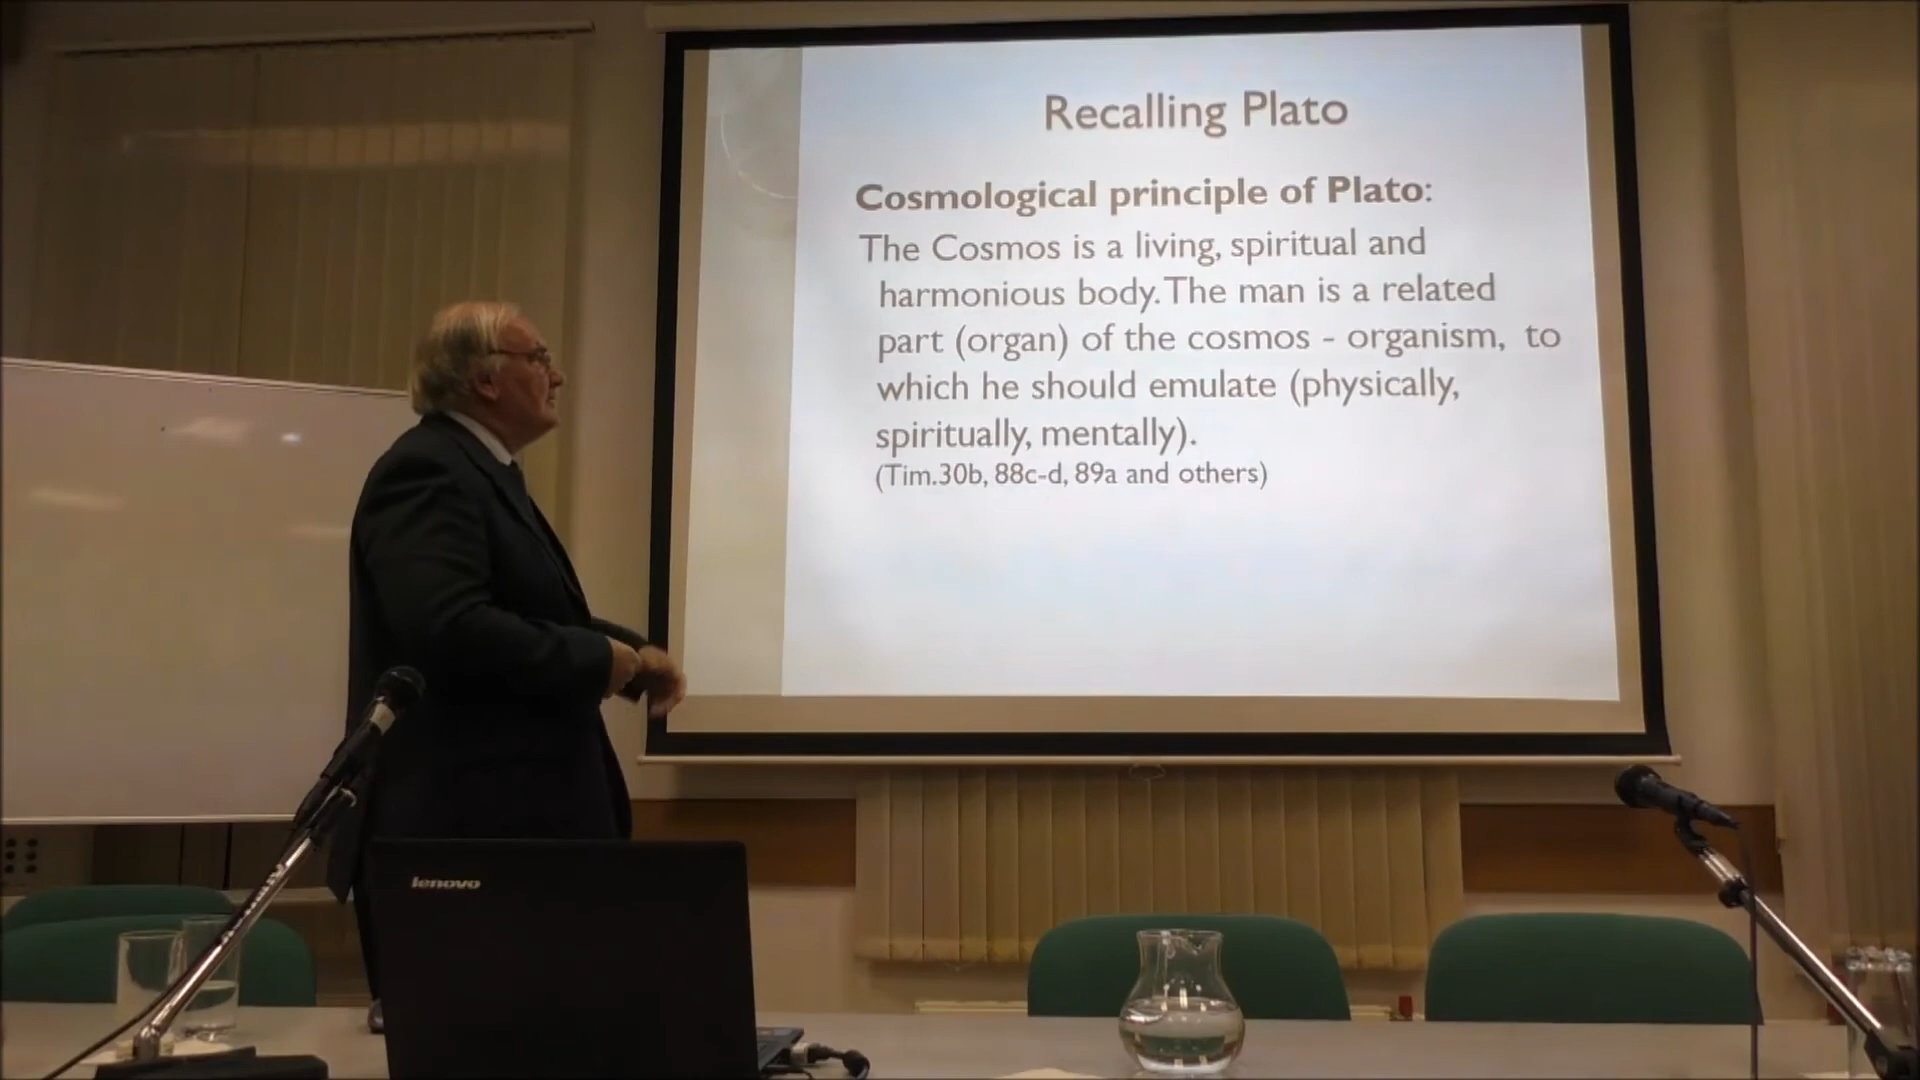 Recalling Plato
Cosmological principle of Plato:
The Cosmos is a living, spiritual and
harmonious body. The man is a related
part (organ) of the cosmos - organism, to
which he should emulate (physically,
spiritually, mentally).
(Tim.30b, 88c-d, 89a and others)
lenovo